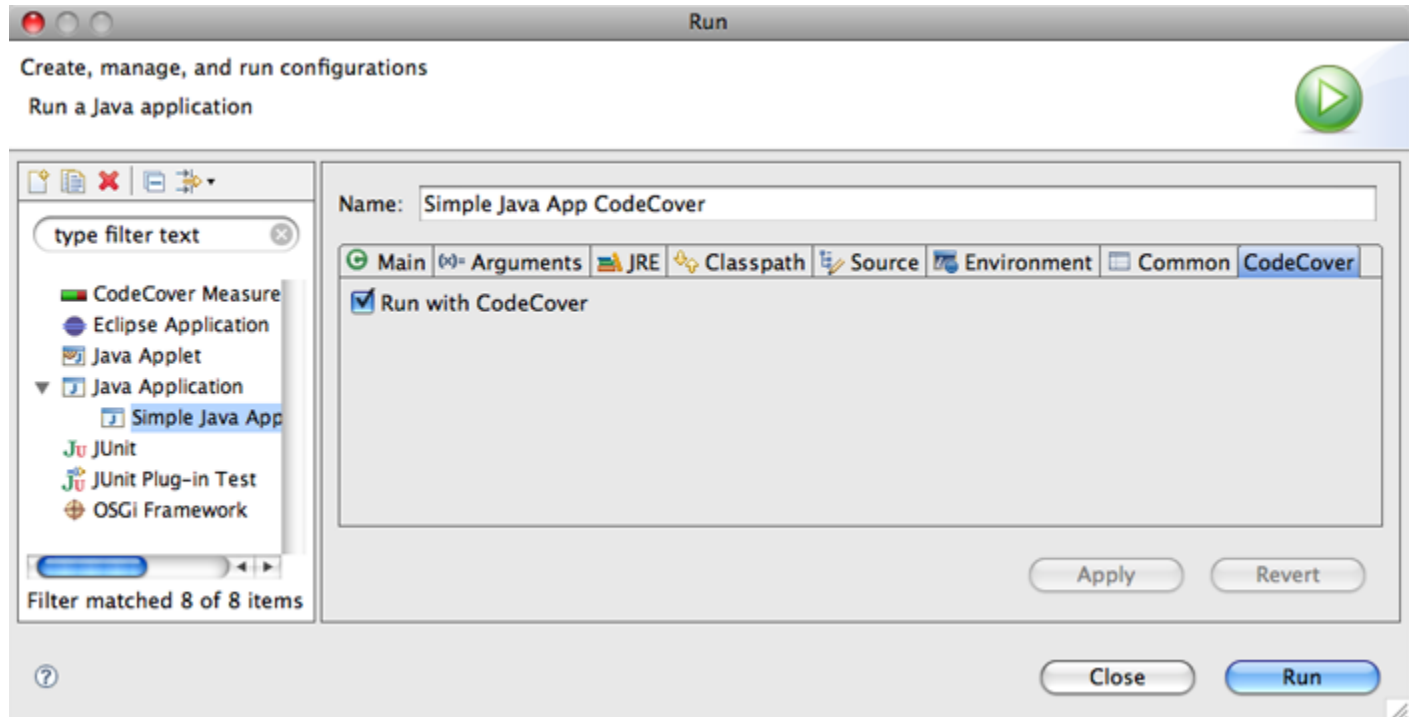 Run
Create, manage, and run configurations
Run a Java application
type filter text
CodeCover Measure
Eclipse Application
Java Applet
Java Application
Simple Java App
JUnit
JUnit Plug-in Test
OSGi Framework
Filter matched 8 of 8 items
Name: Simple Java App CodeCover
Main (x)= Arguments JRE Classpath Source Environment Common CodeCover
Run with CodeCover
Apply Revert
? Close Run